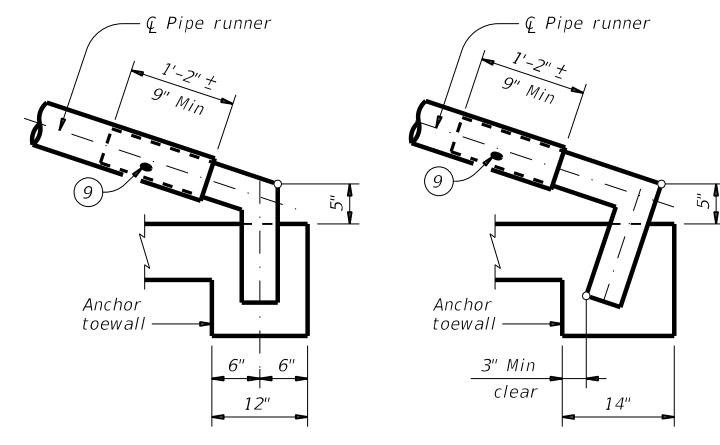 ℄ Pipe runner
1'-2" ±
9" Min
9
5"
Anchor
toewall
6" 6"
12"
℄ Pipe runner
1'-2" ±
9" Min
9
5"
Anchor
toewall
3" Min
clear
14"